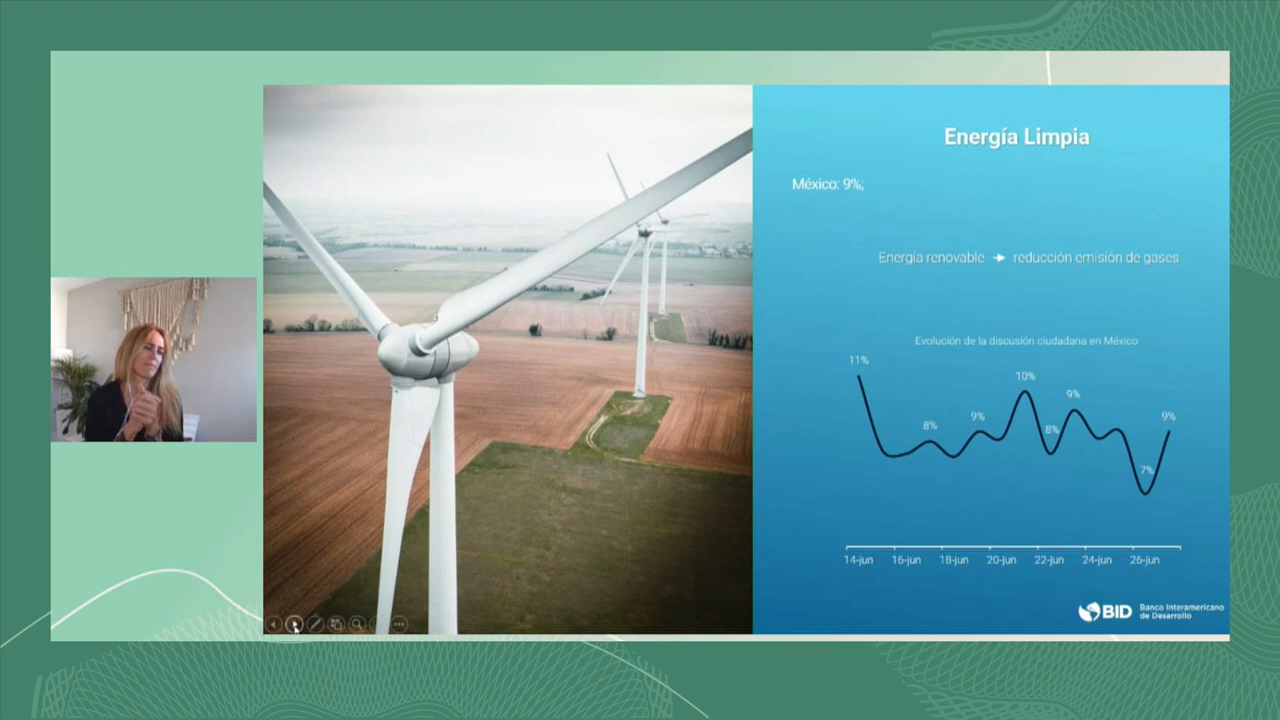 Energía Limpia
México: 9%;
Energía renovable → reducción emisión de gases
Evolución de la discusión ciudadana en México
11%
8%
9%
10%
8%
9%
7%
9%
14-jun 16-jun 18-jun 20-jun 22-jun 24-jun 26-jun
BID Banco Interamericano
de Desarrollo